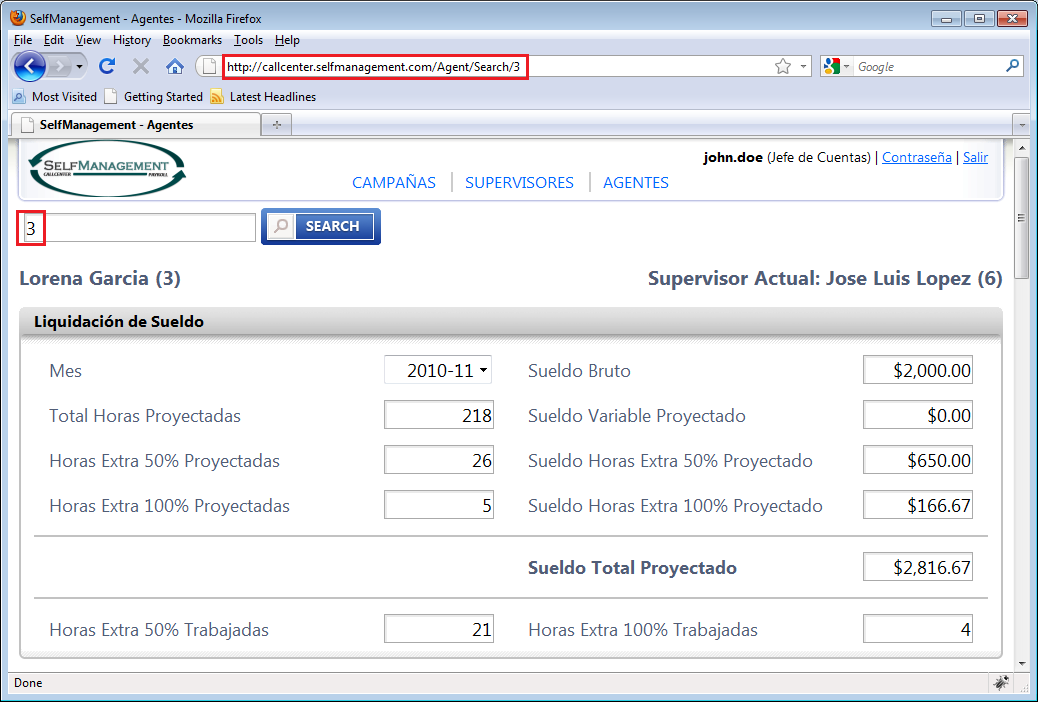 SelfManagement - Agentes - Mozilla Firefox
File Edit View History Bookmarks Tools Help
http://callcenter.selfmanagement.com/Agent/Search/3
Google
Most Visited Getting Started Latest Headlines
SelfManagement - Agentes
SELFMANAGEMENT
CALLCENTER PAYROLL
john.doe (Jefe de Cuentas) | Contraseña | Salir
CAMPAÑAS | SUPERVISORES | AGENTES
3 SEARCH
Lorena Garcia (3) Supervisor Actual: Jose Luis Lopez (6)
Liquidación de Sueldo
Mes 2010-11 Sueldo Bruto $2,000.00
Total Horas Proyectadas 218 Sueldo Variable Proyectado $0.00
Horas Extra 50% Proyectadas 26 Sueldo Horas Extra 50% Proyectado $650.00
Horas Extra 100% Proyectadas 5 Sueldo Horas Extra 100% Proyectado $166.67
Sueldo Total Proyectado $2,816.67
Horas Extra 50% Trabajadas 21 Horas Extra 100% Trabajadas 4
Done